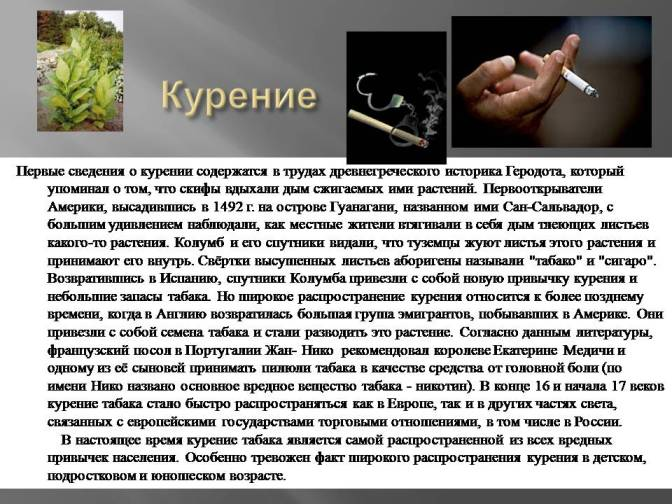 Курение
Первые сведения о курении содержатся в трудах древнегреческого историка Геродота, который
упоминал о том, что скифы вдыхали дым сжигаемых ими растений. Первооткрыватели
Америки, высадившись в 1492 г. на острове Гуанагани, названном ими Сан-Сальвадор, с
большим удивлением наблюдали, как местные жители втягивали в себя дым тлеющих листьев
какого-то растения. Колумб и его спутники видали, что туземцы жуют листья этого растения и
принимают его внутрь. Свёртки высушенных листьев аборигены называли "табако" и "сигаро".
Возвратившись в Испанию, спутники Колумба привезли с собой новую привычку курения и
небольшие запасы табака. Но широкое распространение курения относится к более позднему
времени, когда в Англию возвратилась большая группа эмигрантов, побывавших в Америке. Они
привезли с собой семена табака и стали разводить это растение. Согласно данным литературы,
французский посол в Португалии Жан- Нико рекомендовал королеве Екатерине Медичи и
одному из её сыновей принимать пилюли табака в качестве средства от головной боли (по
имени Нико названо основное вредное вещество табака - никотин). В конце 16 и начала 17 веков
курение табака стало быстро распространяться как в Европе, так и в других частях света,
связанных с европейскими государствами торговыми отношениями, в том числе в России.
В настоящее время курение табака является самой распространенной из всех вредных
привычек населения. Особенно тревожен факт широкого распространения курения в детском,
подростковом и юношеском возрасте.